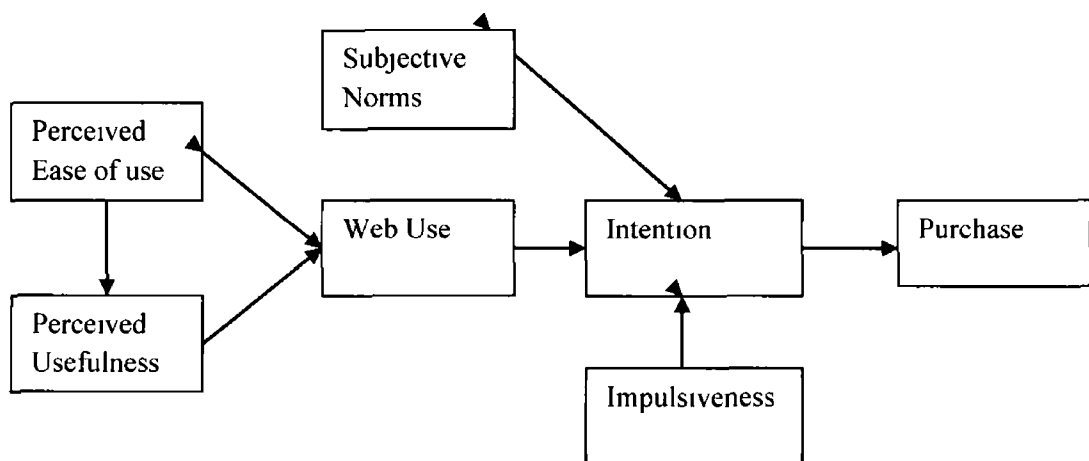 Subjective
Norms
Perceived
Ease of use
Web Use
Intention
Purchase
Perceived
Usefulness
Impulsiveness